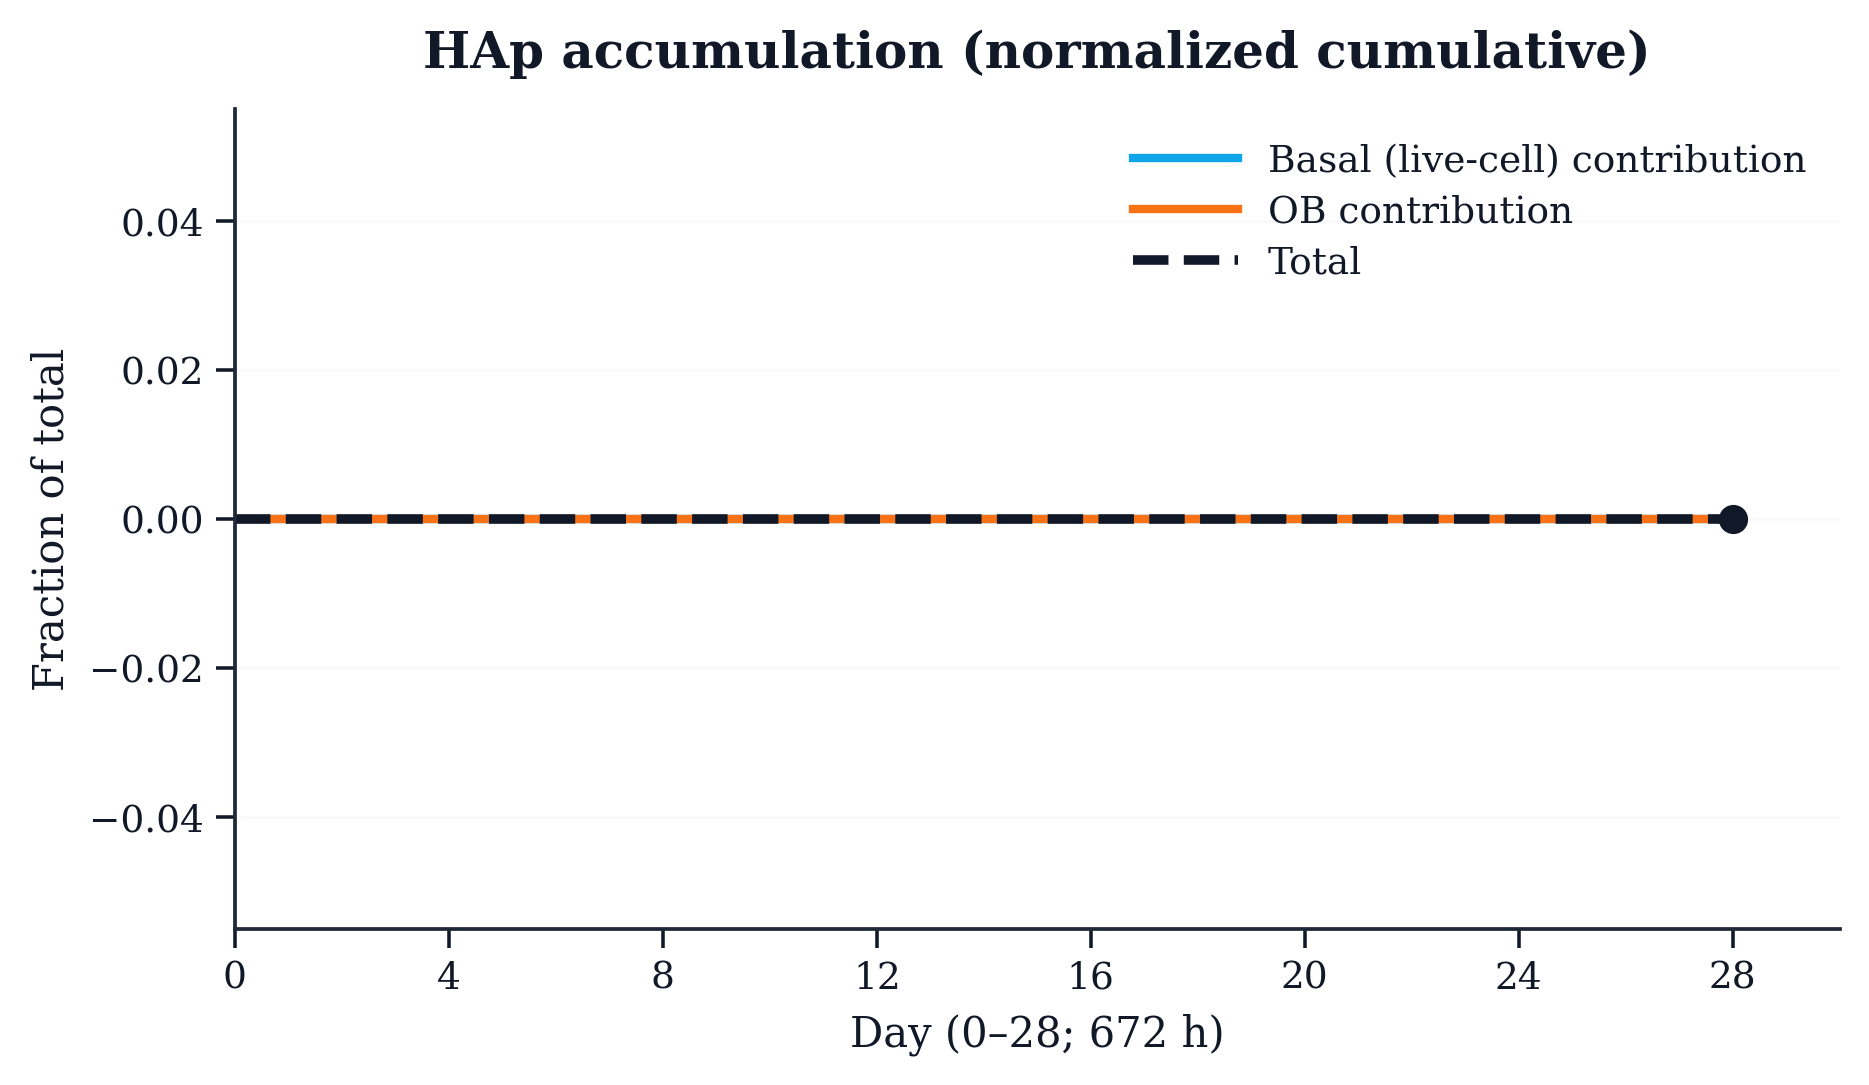 HAp accumulation (normalized cumulative)
Basal (live-cell) contribution
OB contribution
Total
Fraction of total
0.04
0.02
0.00
−0.02
−0.04
0 4 8 12 16 20 24 28
Day (0–28; 672 h)